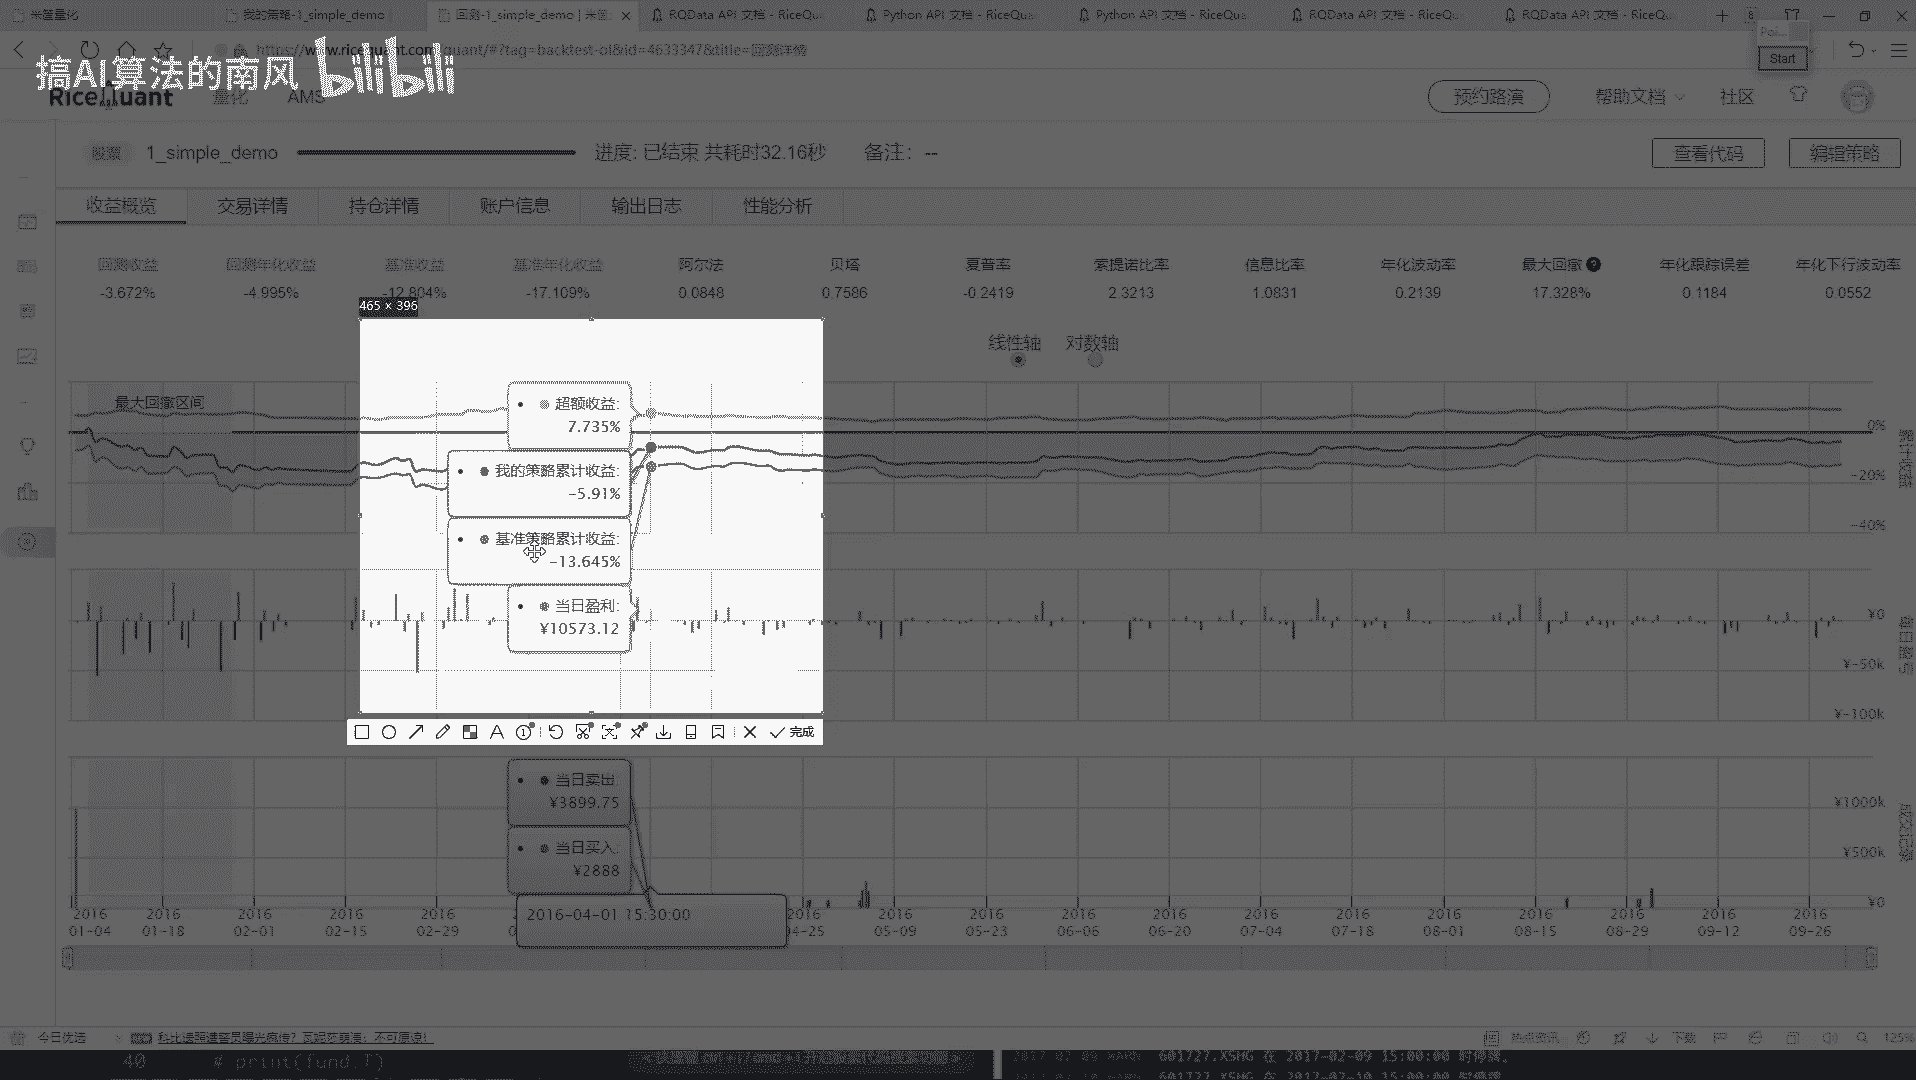 米筐量化
我的策略-1_simple_demo
回测-1_simple_demo | 米筐
RQData API 文档 - RiceQu
Python API 文档 - RiceQua
Python API 文档 - RiceQua
RQData API 文档 - RiceQu
RQData API 文档 - RiceQu
https://www.ricequant.com/quant/#?tag=backtest-ol&id=4633347&title=回测详情
Poi...
Start
搞AI算法的南风 bilibili
RiceQuant
量化
AMS
预约路演
帮助文档
社区
股票
1_simple_demo
进度: 已结束 共耗时32.16秒
备注: --
查看代码
编辑策略
收益概览
交易详情
持仓详情
账户信息
输出日志
性能分析
回测收益
回测年化收益
基准收益
基准年化收益
阿尔法
贝塔
夏普率
索提诺比率
信息比率
年化波动率
最大回撤
年化跟踪误差
年化下行波动率
-3.672%
-4.995%
-12.804%
-17.109%
0.0848
0.7586
-0.2419
2.3213
1.0831
0.2139
17.328%
0.1184
0.0552
465 × 396
线性轴
对数轴
最大回撤区间
超额收益:
7.735%
我的策略累计收益:
-5.91%
基准策略累计收益:
-13.645%
当日盈利:
¥10573.12
0%
-20%
-40%
累计收益
¥0
¥-50k
¥-100k
每日盈亏
完成
当日卖出:
¥3899.75
当日买入:
¥2888
2016-04-01 15:30:00
¥1000k
¥500k
¥0
成交记录
2016 2016 2016 2016 2016 2016 2016 2016 2016 2016 2016 2016 2016 2016 2016 2016 2016
01-04 01-18 02-01 02-15 02-29 4-25 05-09 05-23 06-06 06-20 07-04 07-18 08-01 08-15 08-29 09-12 09-26
今日优选
热点资讯
下载
125%
40 # print(fund.T)
2017-02-09 WARN 601727.XSHG 在 2017-02-09 15:00:00 时停牌。
2017-02-10 WARN 601727.XSHG 在 2017-02-10 15:00:00 时停牌。